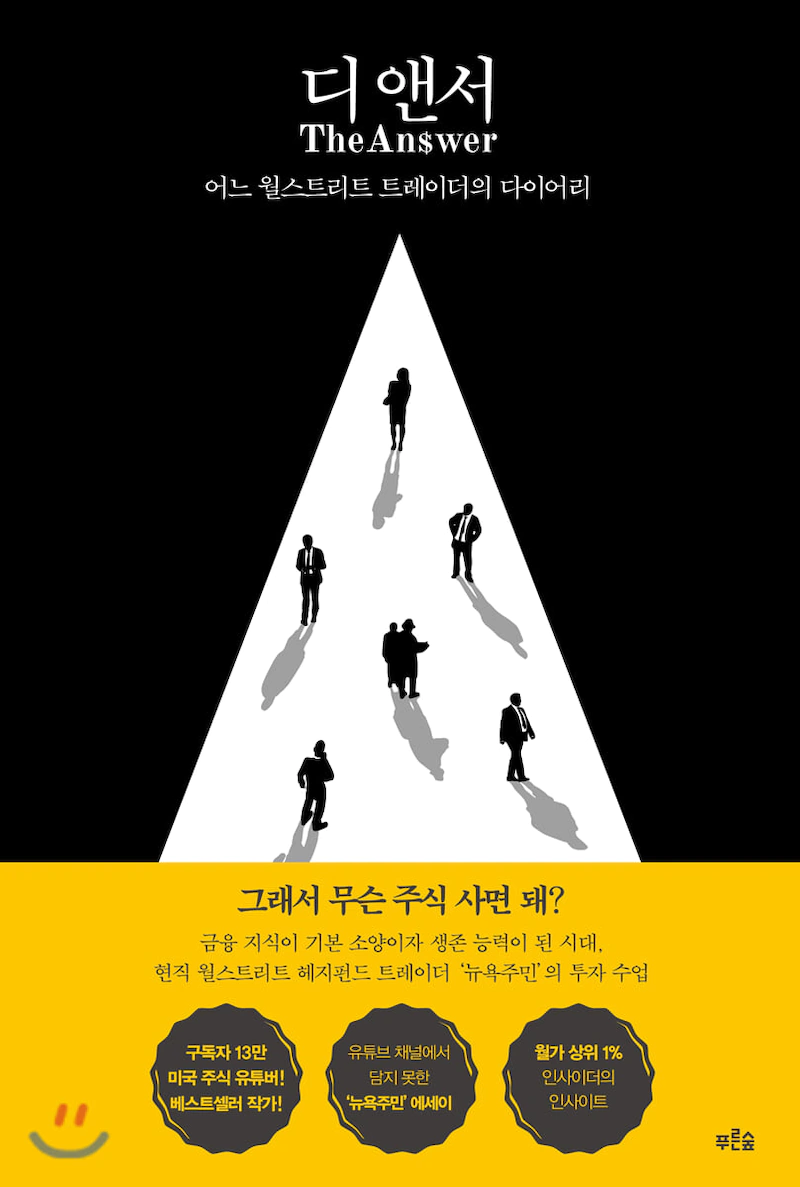 디 앤서
The An$wer
어느 월스트리트 트레이더의 다이어리
그래서 무슨 주식 사면 돼?
금융 지식이 기본 소양이자 생존 능력이 된 시대,
현직 월스트리트 헤지펀드 트레이더 ‘뉴욕주민’의 투자 수업
구독자 13만
미국 주식 유튜버!
베스트셀러 작가!
유튜브 채널에서
담지 못한
‘뉴욕주민’ 에세이
월가 상위 1%
인사이더의
인사이트
푸른숲